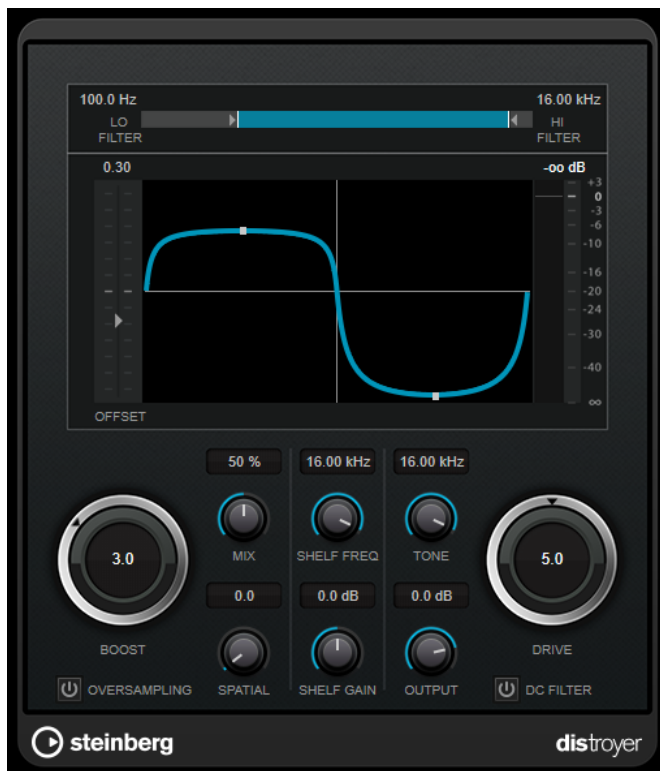 100.0 Hz 16.00 kHz
LO HI
FILTER FILTER
0.30 -oo dB
+3
0
-3
-6
-10
-16
-20
-24
-30
-40
∞
OFFSET
50 % 16.00 kHz 16.00 kHz
3.0 5.0
MIX SHELF FREQ TONE
0.0 0.0 dB 0.0 dB
BOOST DRIVE
OVERSAMPLING SPATIAL SHELF GAIN OUTPUT DC FILTER
steinberg distroyer